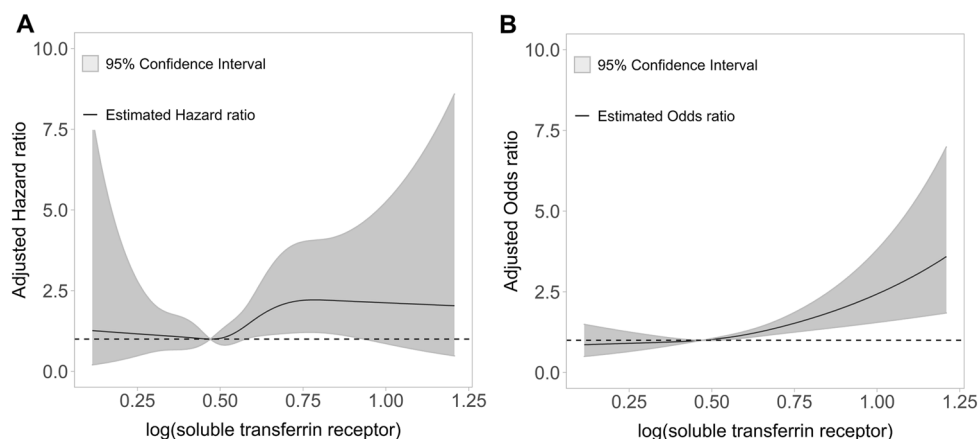 A
10.0
95% Confidence Interval
Estimated Hazard ratio
7.5
5.0
2.5
0.0
Adjusted Hazard ratio
0.25
0.50
0.75
1.00
1.25
log(soluble transferrin receptor)
B
10.0
95% Confidence Interval
Estimated Odds ratio
7.5
5.0
2.5
0.0
Adjusted Odds ratio
0.25
0.50
0.75
1.00
1.25
log(soluble transferrin receptor)